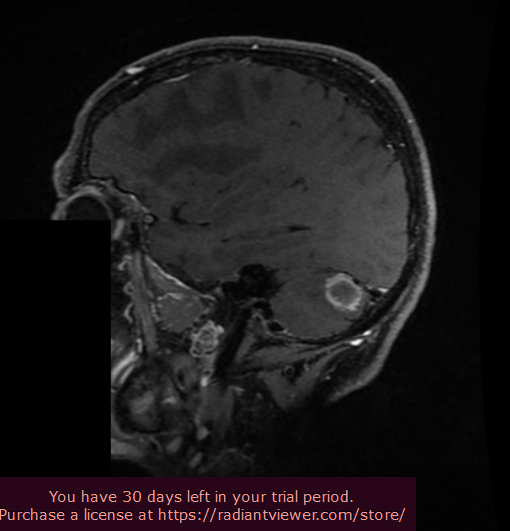 You have 30 days left in your trial period.
Purchase a license at https://radiantviewer.com/store/